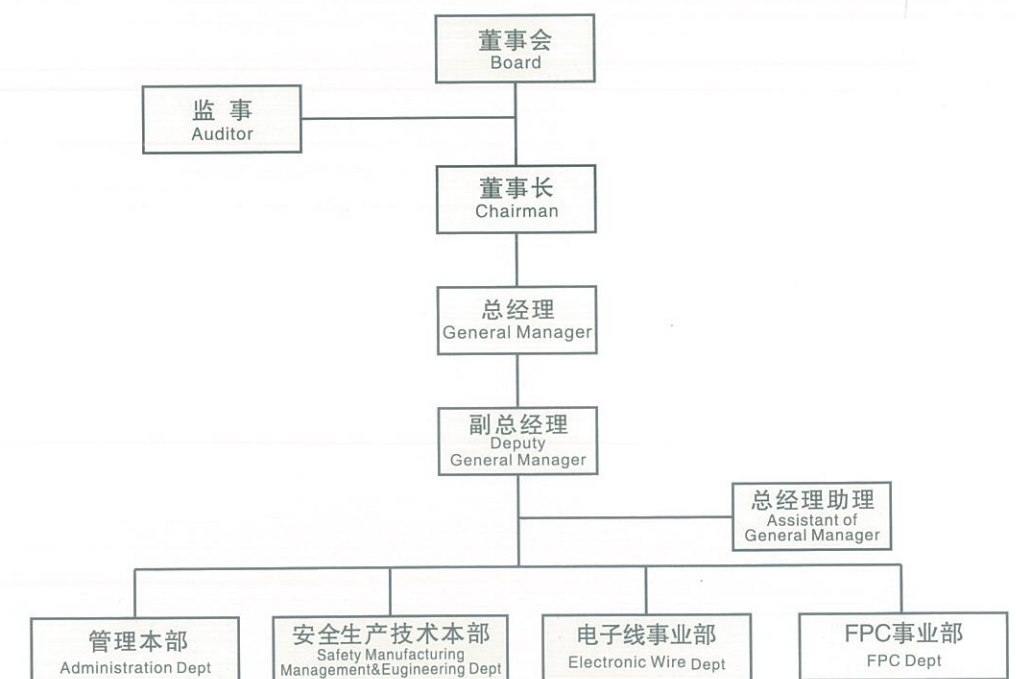 董事会
Board
监 事
Auditor
董事长
Chairman
总经理
General Manager
副总经理
Deputy
General Manager
总经理助理
Assistant of
General Manager
管理本部
Administration Dept
安全生产技术本部
Safety Manufacturing
Management&Eugineering Dept
电子线事业部
Electronic Wire Dept
FPC事业部
FPC Dept